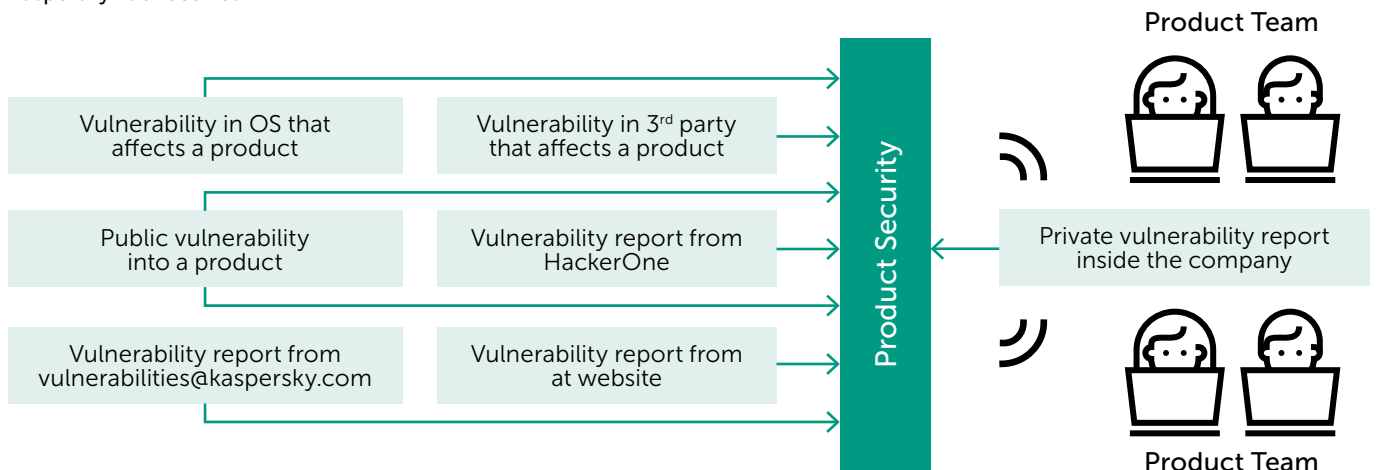 Product Team
Vulnerability in OS that
affects a product
Vulnerability in 3rd party
that affects a product
Public vulnerability
into a product
Vulnerability report from
HackerOne
Vulnerability report from
vulnerabilities@kaspersky.com
Vulnerability report from
at website
Product Security
Private vulnerability report
inside the company
Product Team